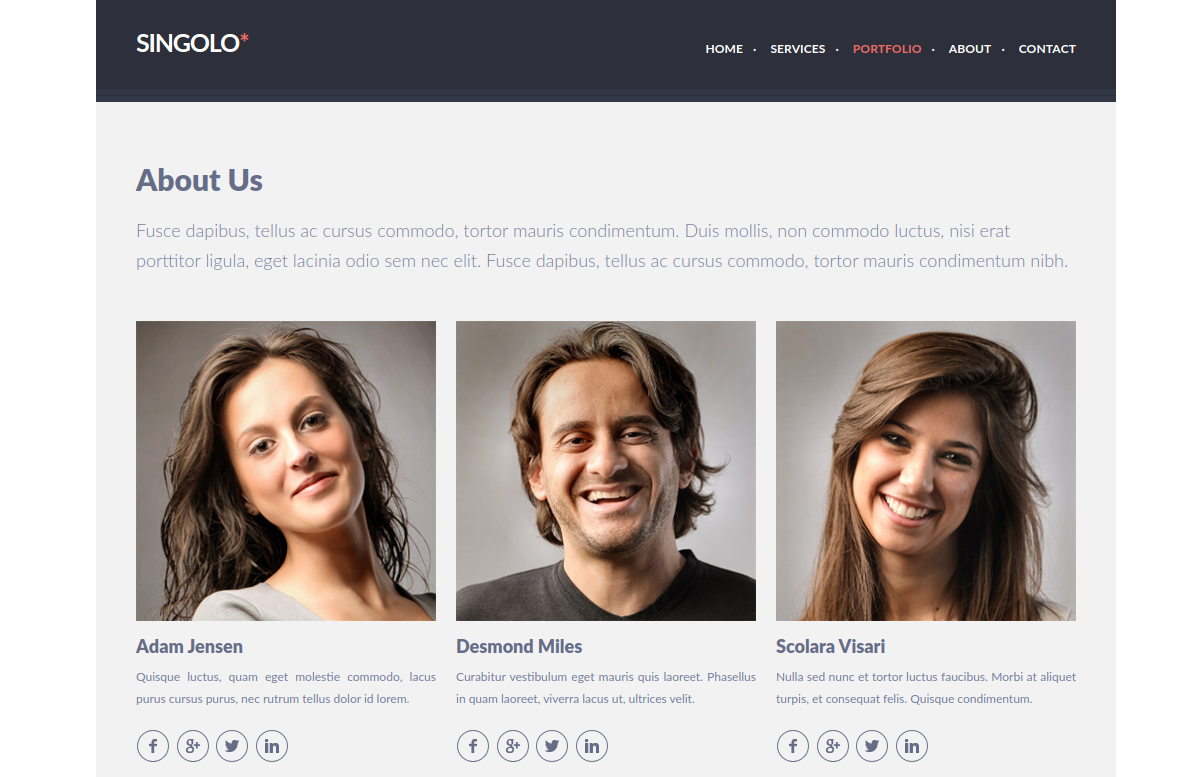 SINGOLO*
HOME • SERVICES • PORTFOLIO • ABOUT • CONTACT
About Us
Fusce dapibus, tellus ac cursus commodo, tortor mauris condimentum. Duis mollis, non commodo luctus, nisi erat
porttitor ligula, eget lacinia odio sem nec elit. Fusce dapibus, tellus ac cursus commodo, tortor mauris condimentum nibh.
Adam Jensen
Quisque luctus, quam eget molestie commodo, lacus
purus cursus purus, nec rutrum tellus dolor id lorem.
f g+ in
Desmond Miles
Curabitur vestibulum eget mauris quis laoreet. Phasellus
in quam laoreet, viverra lacus ut, ultrices velit.
f g+ in
Scolara Visari
Nulla sed nunc et tortor luctus faucibus. Morbi at aliquet
turpis, et consequat felis. Quisque condimentum.
f g+ in